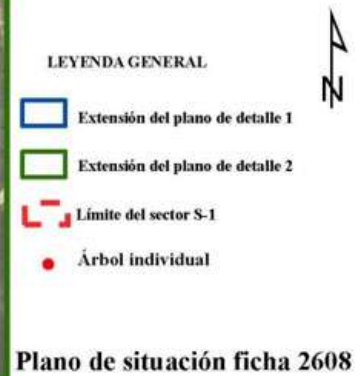 N
LEYENDA GENERAL
Extensión del plano de detalle 1
Extensión del plano de detalle 2
Límite del sector S-1
Árbol individual
Plano de situación ficha 2608